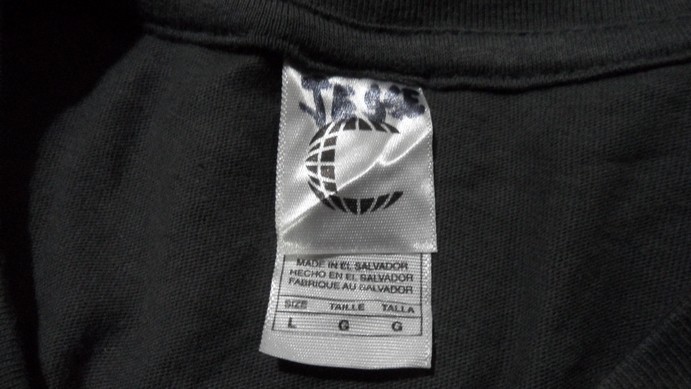 MADE IN EL SALVADOR
HECHO EN EL SALVADOR
FABRIQUE AU SALVADOR
SIZE TAILLE TALLA
L G G